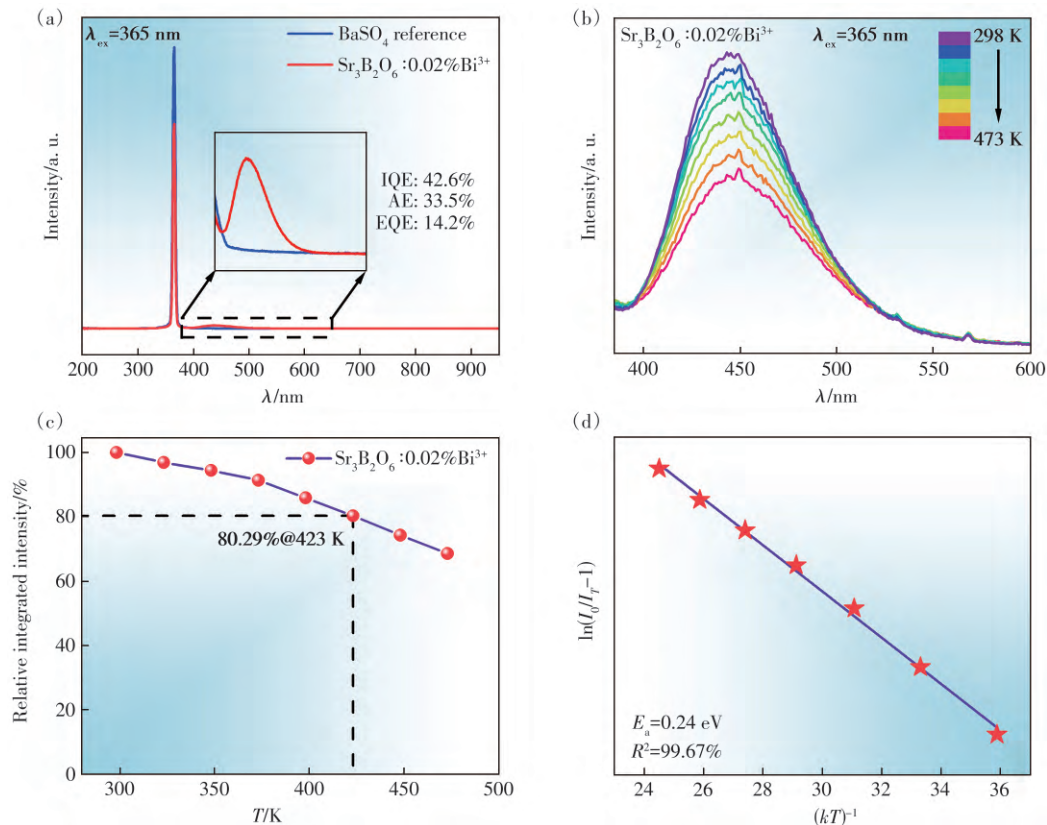 (a)
λex=365 nm
BaSO4 reference
Sr3B2O6:0.02%Bi3+
IQE: 42.6%
AE: 33.5%
EQE: 14.2%
Intensity/a. u.
200 300 400 500 600 700 800 900
λ/nm
(b)
Sr3B2O6:0.02%Bi3+
λex=365 nm
298 K
473 K
Intensity/a. u.
400 450 500 550 600
λ/nm
(c)
Sr3B2O6:0.02%Bi3+
100
80
60
40
20
0
80.29%@423 K
Relative integrated intensity/%
300 350 400 450 500
T/K
(d)
ln(I0/IT-1)
Ea=0.24 eV
R2=99.67%
24 26 28 30 32 34 36
(kT)-1